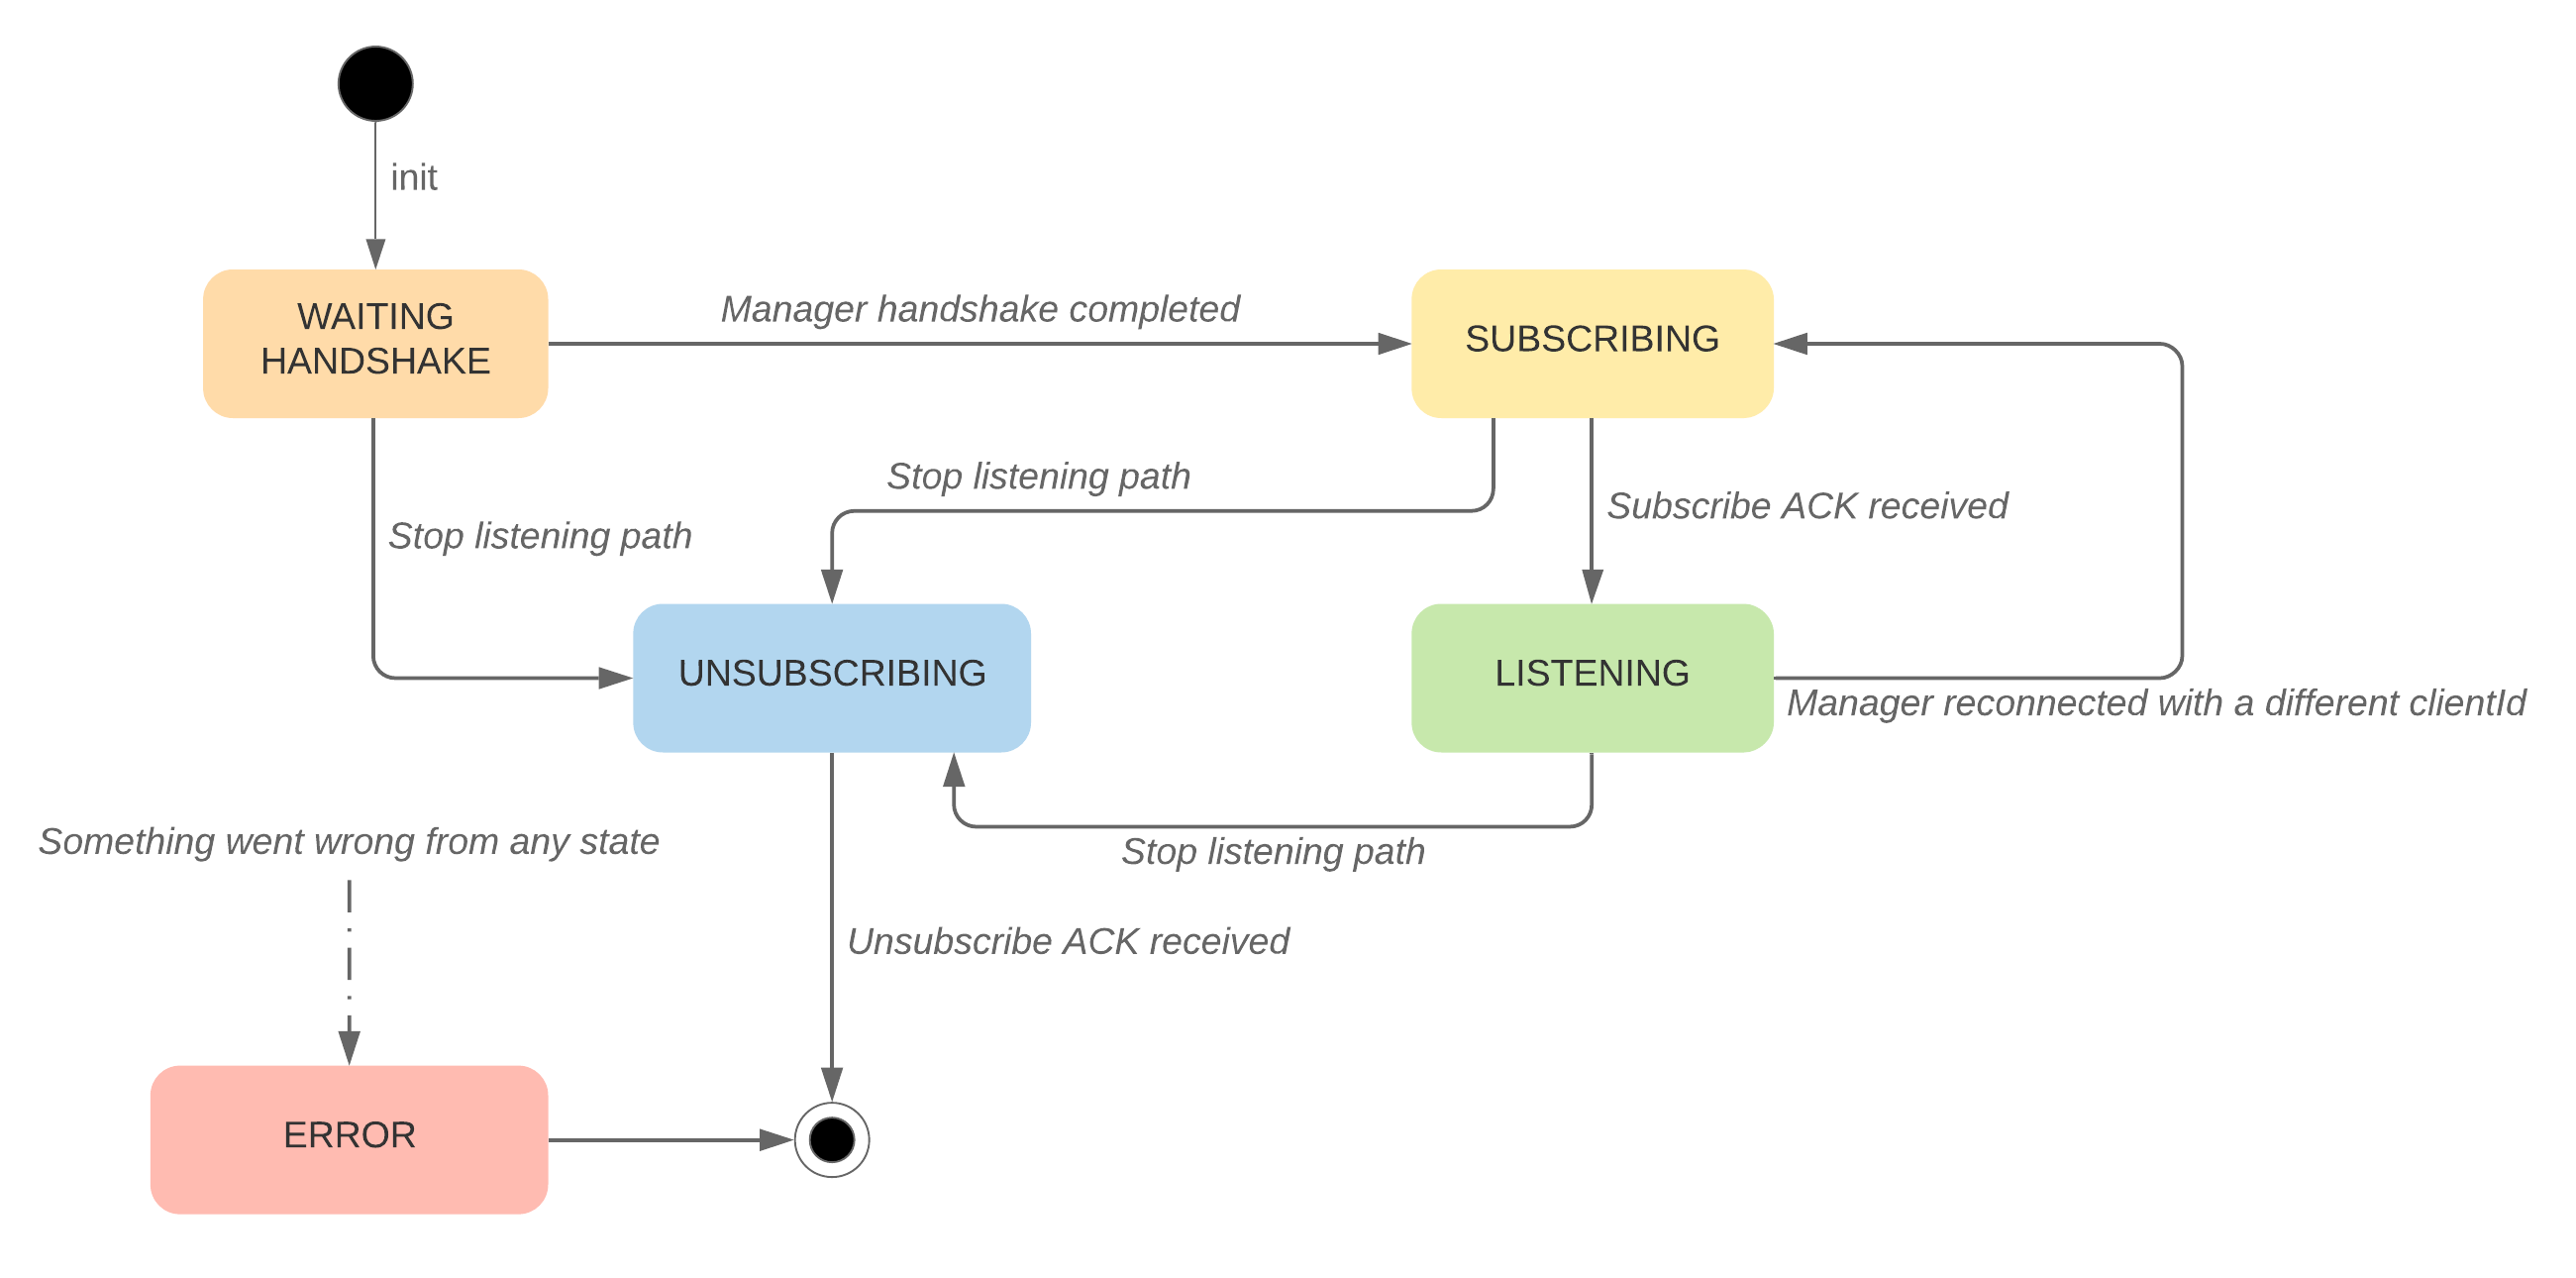 init
WAITING
HANDSHAKE
Manager handshake completed
SUBSCRIBING
Stop listening path
Subscribe ACK received
Stop listening path
UNSUBSCRIBING
LISTENING
Manager reconnected with a different clientId
Something went wrong from any state
Stop listening path
Unsubscribe ACK received
ERROR